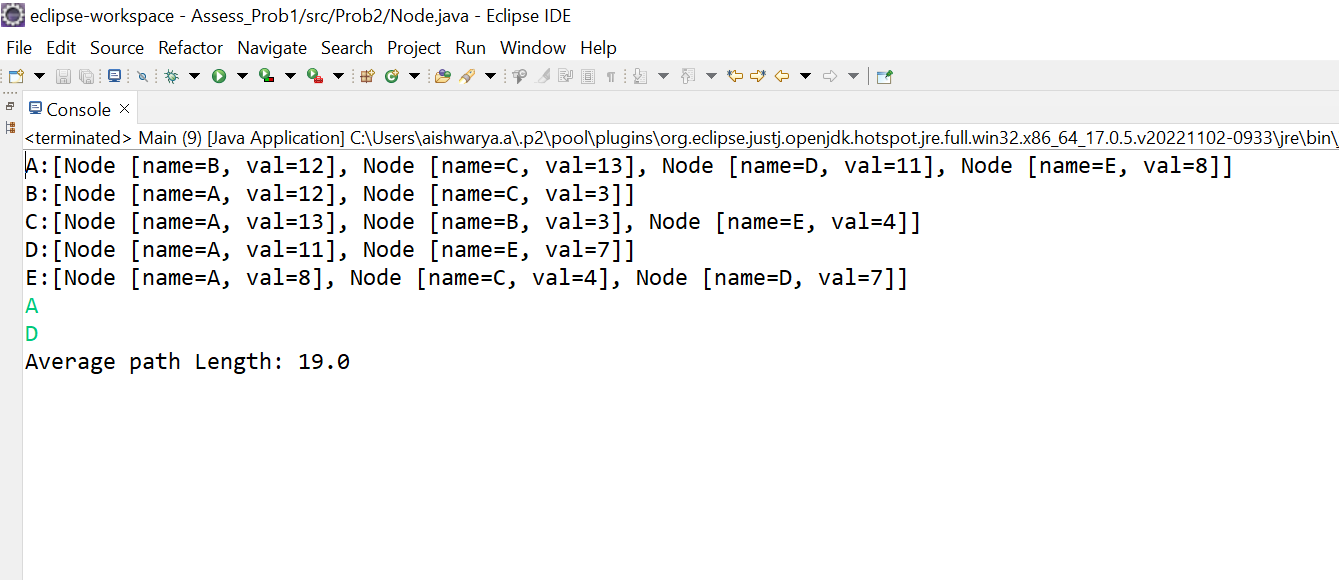 eclipse-workspace - Assess_Prob1/src/Prob2/Node.java - Eclipse IDE
File Edit Source Refactor Navigate Search Project Run Window Help
Console
<terminated> Main (9) [Java Application] C:\Users\aishwarya.a\.p2\pool\plugins\org.eclipse.justj.openjdk.hotspot.jre.full.win32.x86_64_17.0.5.v20221102-0933\jre\bin\
A:[Node [name=B, val=12], Node [name=C, val=13], Node [name=D, val=11], Node [name=E, val=8]]
B:[Node [name=A, val=12], Node [name=C, val=3]]
C:[Node [name=A, val=13], Node [name=B, val=3], Node [name=E, val=4]]
D:[Node [name=A, val=11], Node [name=E, val=7]]
E:[Node [name=A, val=8], Node [name=C, val=4], Node [name=D, val=7]]
A
D
Average path Length: 19.0